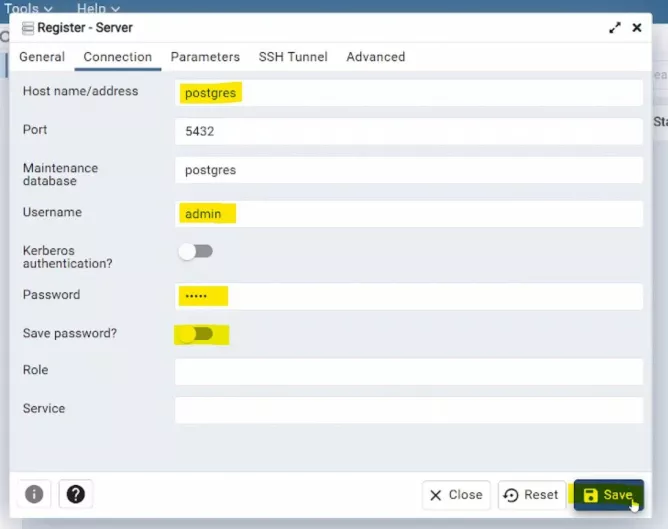 Tools Help
Register - Server
General Connection Parameters SSH Tunnel Advanced
Host name/address postgres
Port 5432
Maintenance
database
postgres
Username admin
Kerberos
authentication?
Password •••••
Save password?
Role
Service
Close Reset Save